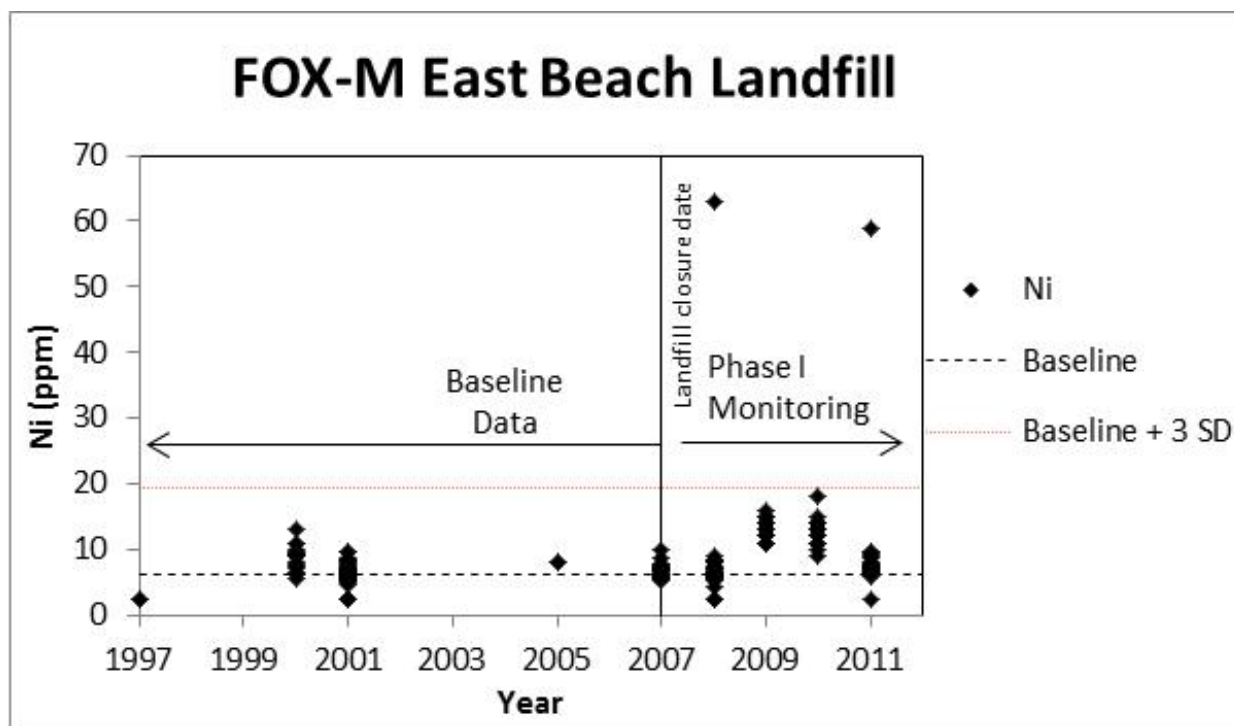 FOX-M East Beach Landfill
Ni (ppm)
70
60
50
40
30
20
10
0
Landfill closure date
Baseline
Data
Phase I
Monitoring
Ni
Baseline
Baseline + 3 SD
1997 1999 2001 2003 2005 2007 2009 2011
Year